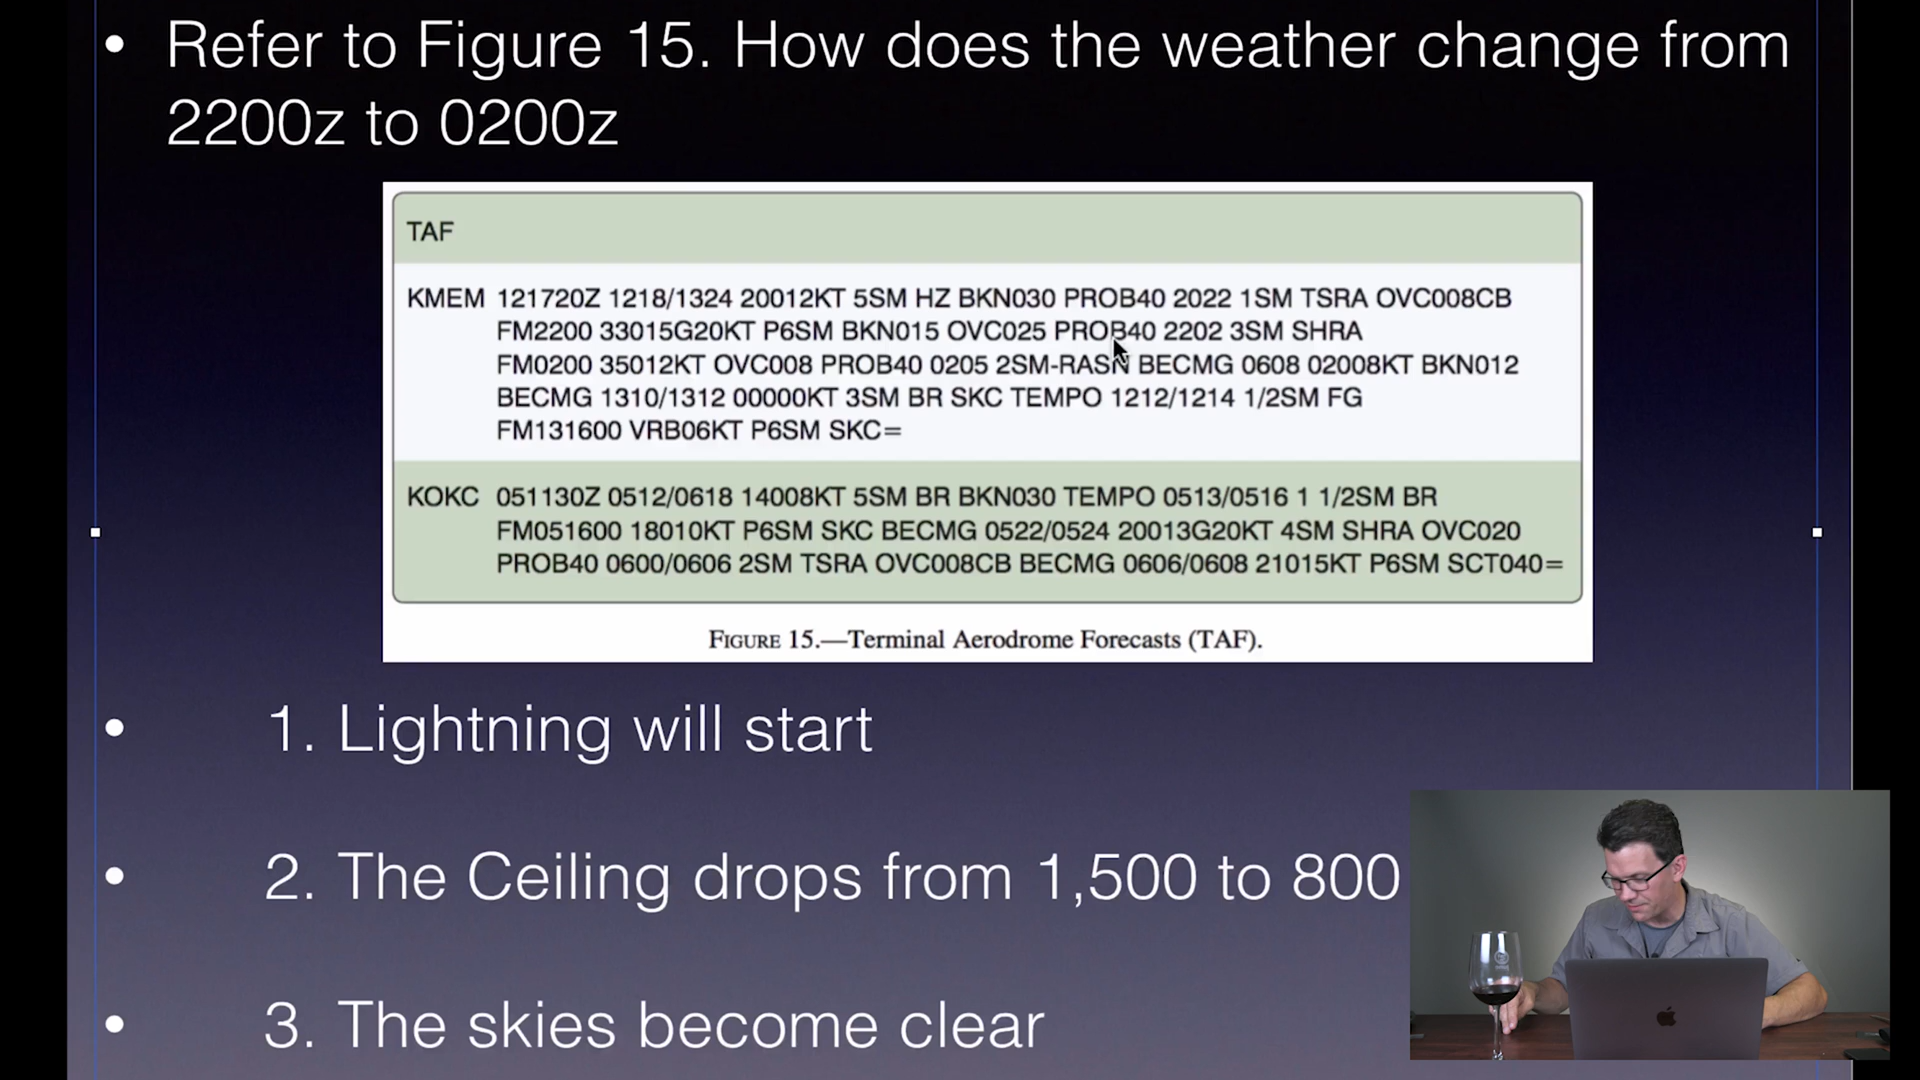 • Refer to Figure 15. How does the weather change from
2200z to 0200z
TAF
KMEM 121720Z 1218/1324 20012KT 5SM HZ BKN030 PROB40 2022 1SM TSRA OVC008CB
FM2200 33015G20KT P6SM BKN015 OVC025 PROB40 2202 3SM SHRA
FM0200 35012KT OVC008 PROB40 0205 2SM-RASN BECMG 0608 02008KT BKN012
BECMG 1310/1312 00000KT 3SM BR SKC TEMPO 1212/1214 1/2SM FG
FM131600 VRB06KT P6SM SKC=
KOKC 051130Z 0512/0618 14008KT 5SM BR BKN030 TEMPO 0513/0516 1 1/2SM BR
FM051600 18010KT P6SM SKC BECMG 0522/0524 20013G20KT 4SM SHRA OVC020
PROB40 0600/0606 2SM TSRA OVC008CB BECMG 0606/0608 21015KT P6SM SCT040=
FIGURE 15.—Terminal Aerodrome Forecasts (TAF).
• 1. Lightning will start
• 2. The Ceiling drops from 1,500 to 800
• 3. The skies become clear